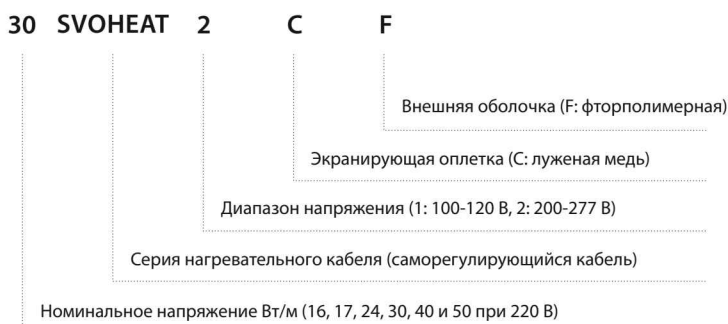 30 SVOHEAT 2 C F
Внешняя оболочка (F: фторполимерная)
Экранирующая оплетка (C: луженая медь)
Диапазон напряжения (1: 100-120 В, 2: 200-277 В)
Серия нагревательного кабеля (саморегулирующийся кабель)
Номинальное напряжение Вт/м (16, 17, 24, 30, 40 и 50 при 220 В)